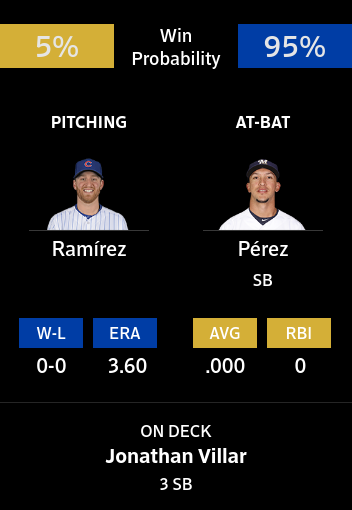 5%
Win
Probability
95%
PITCHING
AT-BAT
Ramírez
Pérez
SB
W-L
ERA
AVG
RBI
0-0
3.60
.000
0
ON DECK
Jonathan Villar
3 SB